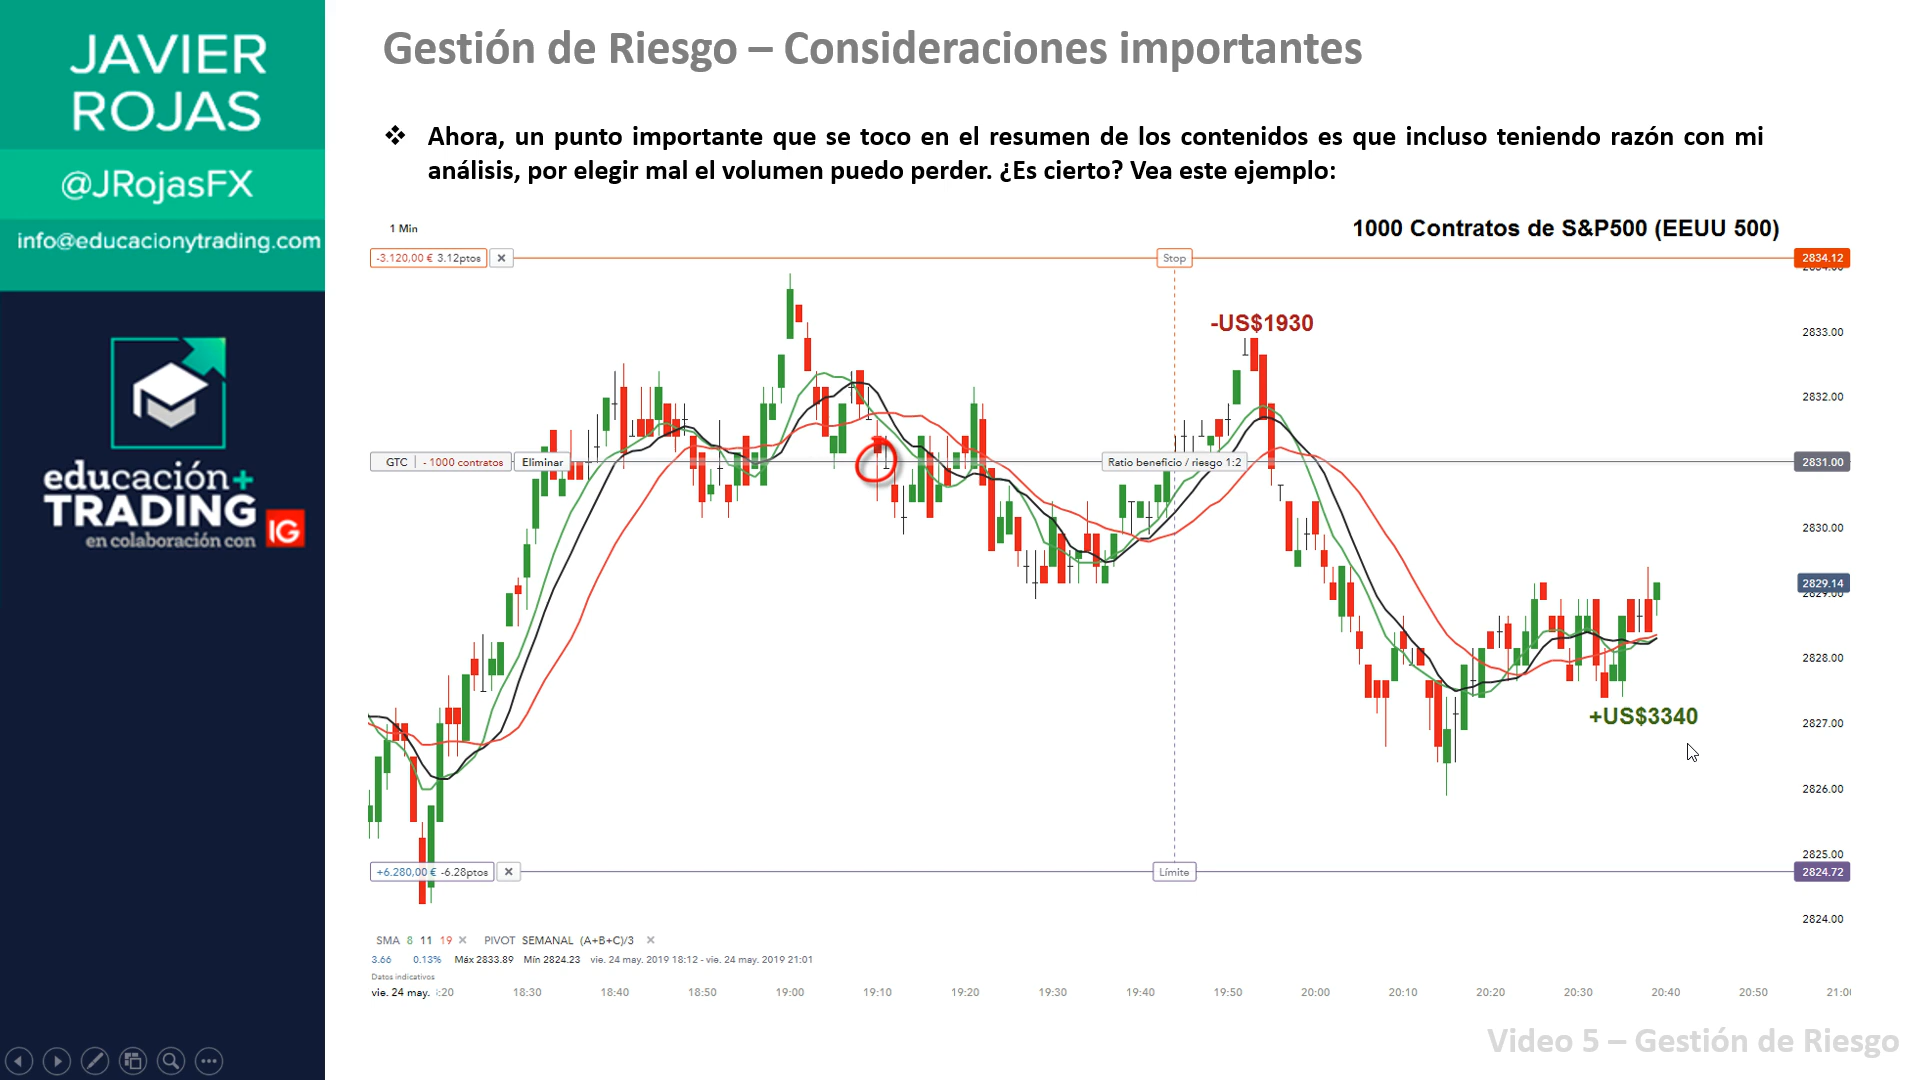 JAVIER
ROJAS
@JRojasFX
info@educacionytrading.com
educación+
TRADING
en colaboración con IG
Gestión de Riesgo – Consideraciones importantes
❖ Ahora, un punto importante que se toco en el resumen de los contenidos es que incluso teniendo razón con mi
análisis, por elegir mal el volumen puedo perder. ¿Es cierto? Vea este ejemplo:
1 Min
1000 Contratos de S&P500 (EEUU 500)
-3.120,00 € 3.12ptos
Stop
2834.12
2834.00
-US$1930
2833.00
2832.00
GTC - 1000 contratos Eliminar
Ratio beneficio / riesgo 1:2
2831.00
2830.00
2829.14
2829.00
2828.00
+US$3340
2827.00
2826.00
2825.00
+6.280,00 € -6.28ptos
Límite
2824.72
2824.00
SMA 8 11 19 PIVOT SEMANAL (A+B+C)/3
3.66 0.13% Máx 2833.89 Mín 2824.23 vie. 24 may. 2019 18:12 - vie. 24 may. 2019 21:01
Datos indicativos
vie. 24 may. :20 18:30 18:40 18:50 19:00 19:10 19:20 19:30 19:40 19:50 20:00 20:10 20:20 20:30 20:40 20:50 21:0
Video 5 – Gestión de Riesgo